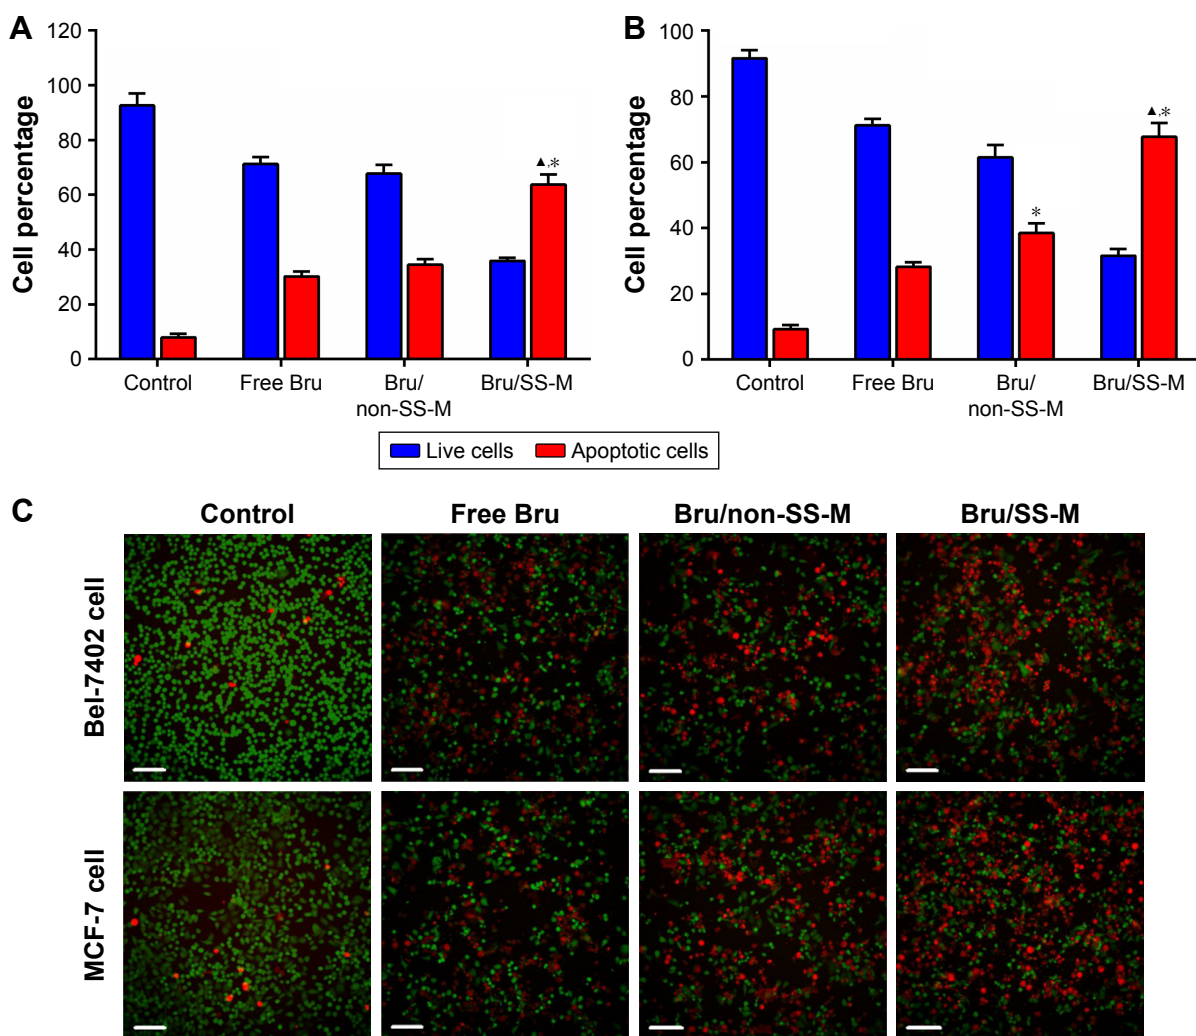 A
Cell percentage
120
100
80
60
40
20
0
▲,*
Control
Free Bru
Bru/
non-SS-M
Bru/SS-M
B
Cell percentage
100
80
60
40
20
0
*
▲,*
Control
Free Bru
Bru/
non-SS-M
Bru/SS-M
Live cells
Apoptotic cells
C
Control
Free Bru
Bru/non-SS-M
Bru/SS-M
Bel-7402 cell
MCF-7 cell